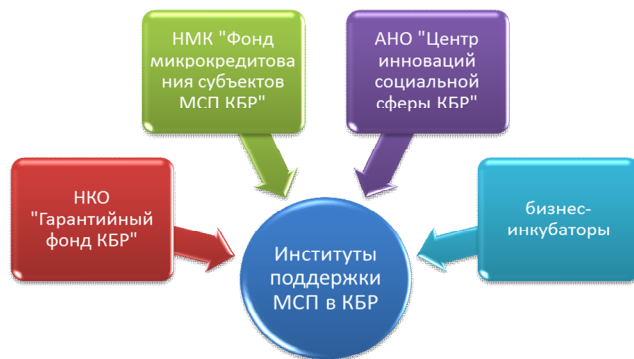 НМК "Фонд
микрокредитова
ния субъектов
МСП КБР"
АНО "Центр
инноваций
социальной
сферы КБР"
НКО
"Гарантийный
фонд КБР"
бизнес-
инкубаторы
Институты
поддержки
МСП в КБР